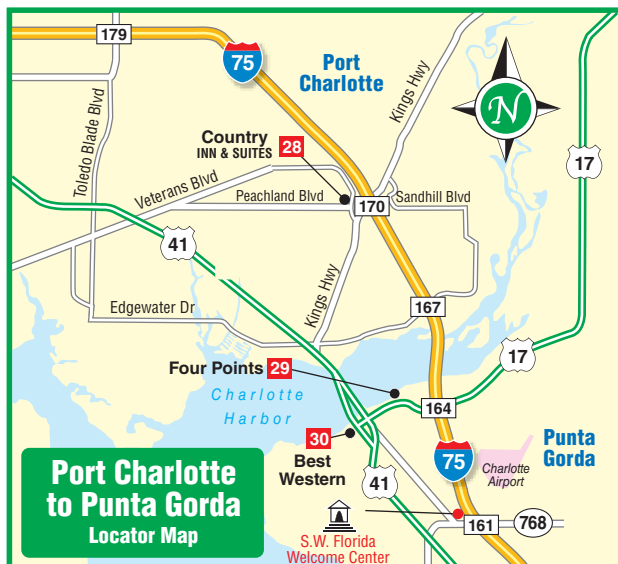 179
75
Port
Charlotte
Kings Hwy
N
17
Toledo Blade Blvd
Country
INN & SUITES
28
Veterans Blvd
Peachland Blvd
170
Sandhill Blvd
41
Edgewater Dr
Kings Hwy
167
17
Four Points 29
Charlotte
Harbor
164
30
Best
Western
Punta
Gorda
75
Charlotte
Airport
41
Port Charlotte
to Punta Gorda
Locator Map
S.W. Florida
Welcome Center
161
768